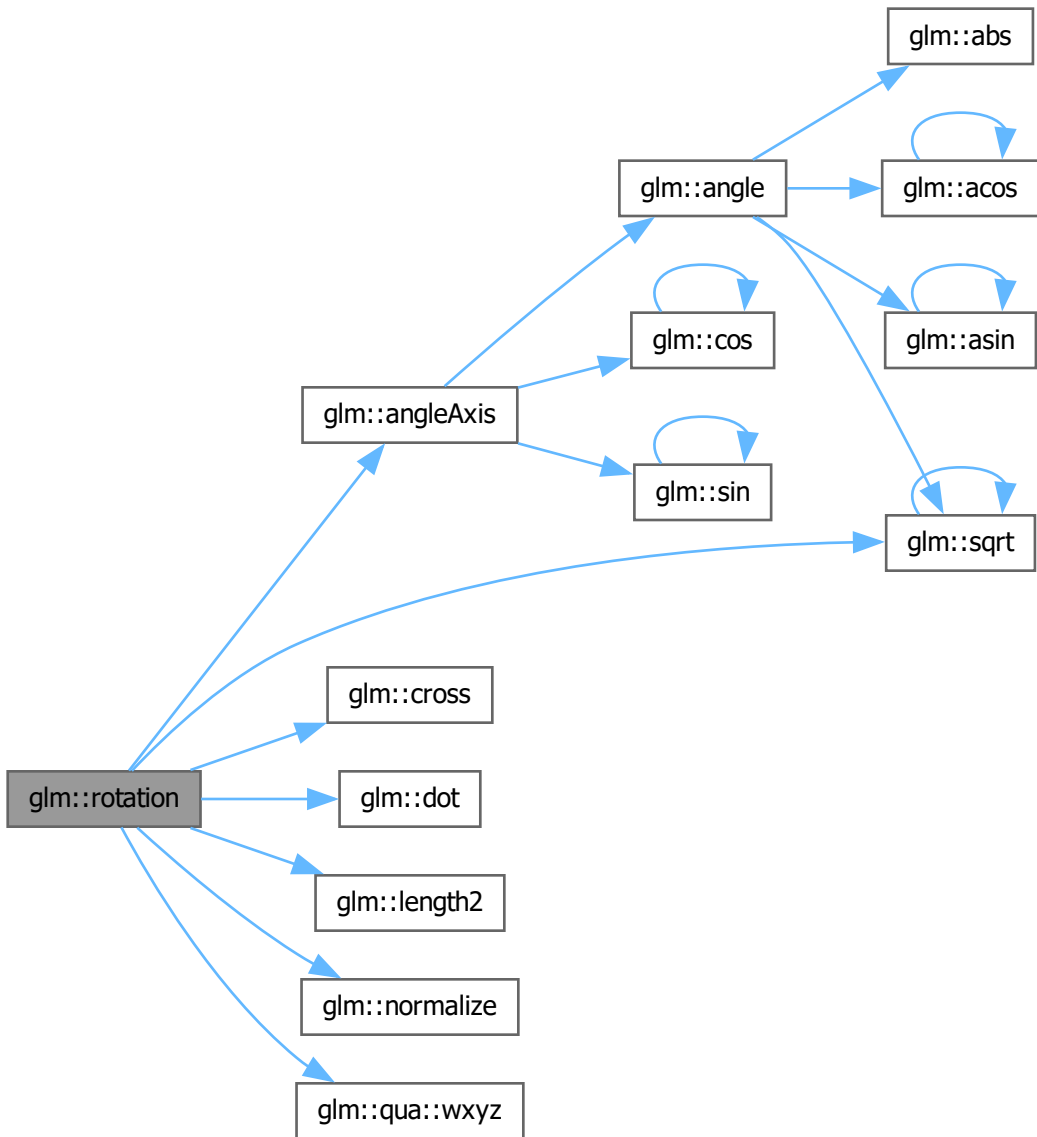 glm::abs
glm::acos
glm::angle
glm::asin
glm::cos
glm::angleAxis
glm::sin
glm::sqrt
glm::cross
glm::rotation
glm::dot
glm::length2
glm::normalize
glm::qua::wxyz